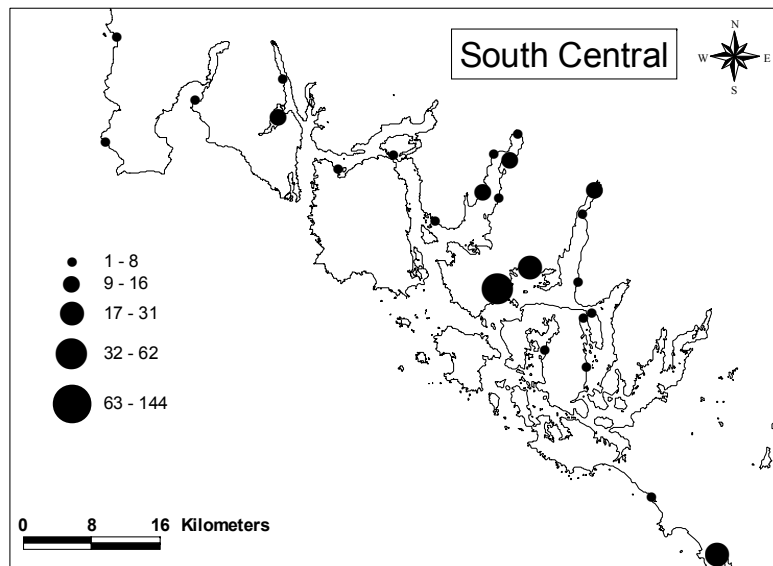 South Central
N
W E
S
1 - 8
9 - 16
17 - 31
32 - 62
63 - 144
0 8 16 Kilometers